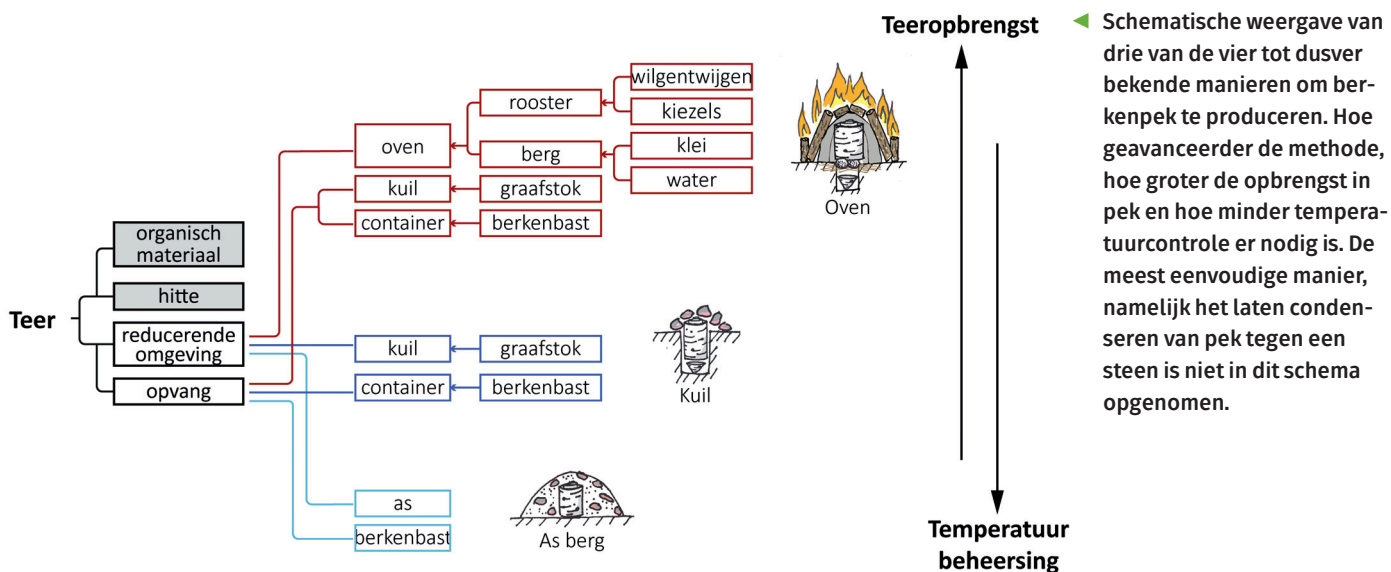 Teeropbrengst
wilgentwijgen
rooster
kiezels
oven
berg
klei
water
kuil
graafstok
container
berkenbast
Oven
organisch
materiaal
hitte
Teer
reducerende
omgeving
opvang
kuil
graafstok
container
berkenbast
Kuil
as
berkenbast
As berg
Temperatuur
beheersing
Schematische weergave van
drie van de vier tot dusver
bekende manieren om ber-
kenpek te produceren. Hoe
geavanceerder de methode,
hoe groter de opbrengst in
pek en hoe minder tempera-
tuurcontrole er nodig is. De
meest eenvoudige manier,
namelijk het laten conden-
seren van pek tegen een
steen is niet in dit schema
opgenomen.